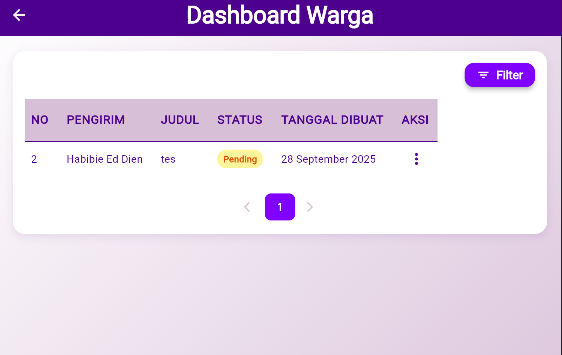 Dashboard Warga
Filter
NO PENGIRIM JUDUL STATUS TANGGAL DIBUAT AKSI
2 Habibie Ed Dien tes Pending 28 September 2025
1